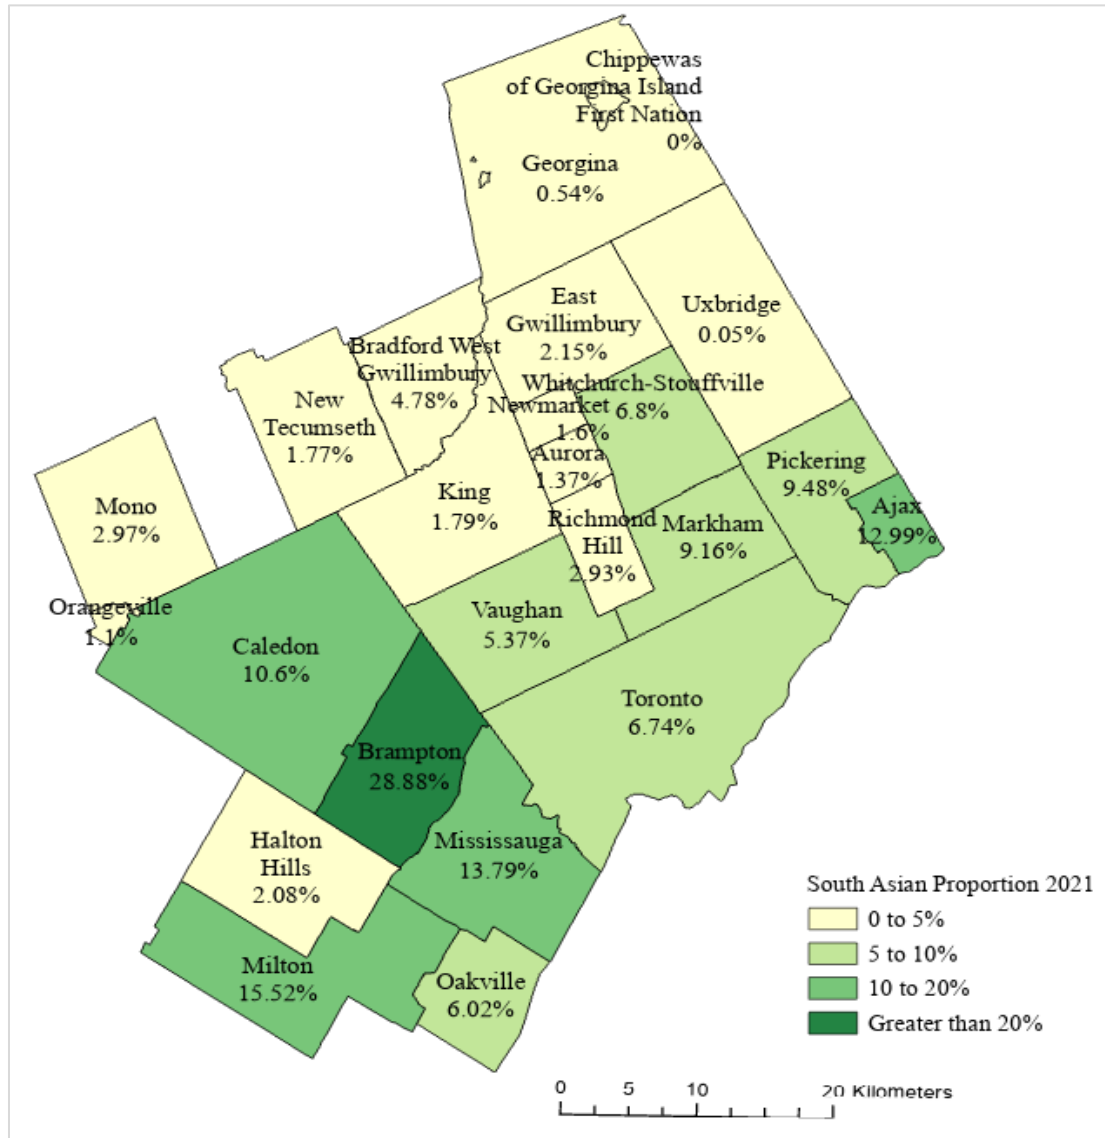 Chippewas
of Georgina Island
First Nation
0%
Georgina
0.54%
Uxbridge
0.05%
East
Gwillimbury
2.15%
Bradford West
Gwillimbury
4.78%
Whitchurch-Stouffville
6.8%
New
Tecumseth
1.77%
Newmarket
1.6%
Aurora
1.37%
Pickering
9.48%
Ajax
12.99%
Mono
2.97%
King
1.79%
Richmond
Hill
2.93%
Markham
9.16%
Orangeville
1.1%
Vaughan
5.37%
Caledon
10.6%
Toronto
6.74%
Brampton
28.88%
Halton
Hills
2.08%
Mississauga
13.79%
Milton
15.52%
Oakville
6.02%
South Asian Proportion 2021
0 to 5%
5 to 10%
10 to 20%
Greater than 20%
0 5 10 20 Kilometers